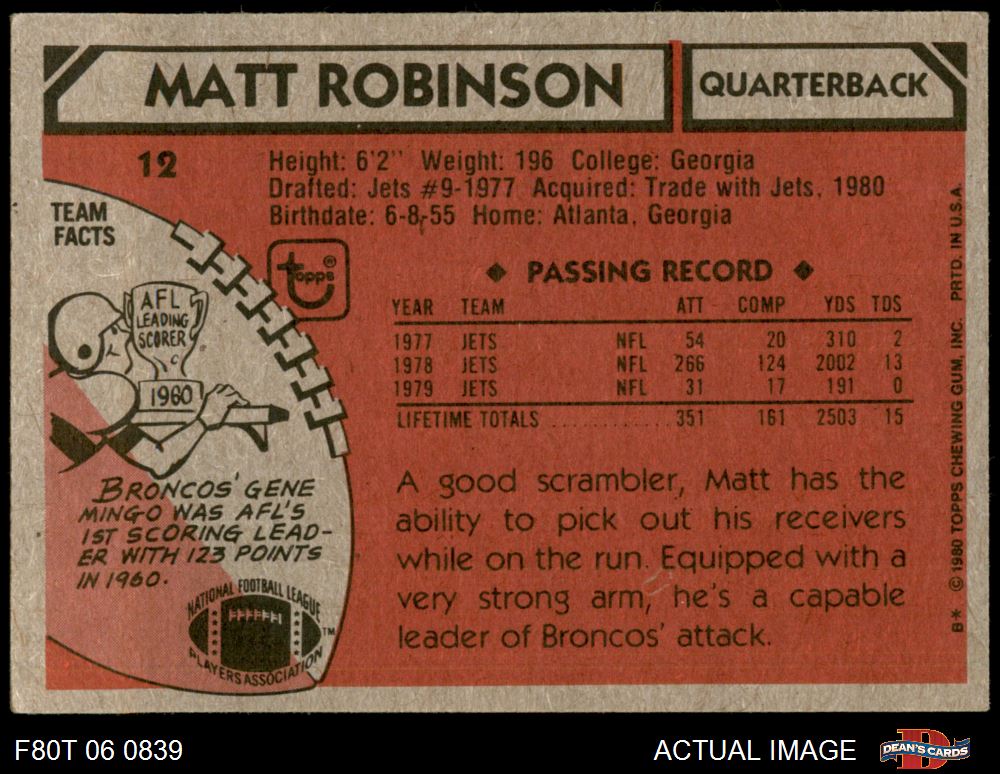 MATT ROBINSON
QUARTERBACK
12
Height: 6'2" Weight: 196 College: Georgia
Drafted: Jets #9-1977 Acquired: Trade with Jets, 1980
Birthdate: 6-8-55 Home: Atlanta, Georgia
TEAM
FACTS
topps®
AFL
LEADING
SCORER
1960
BRONCOS' GENE
MINGO WAS AFL'S
1ST SCORING LEAD-
ER WITH 123 POINTS
IN 1960.
NATIONAL FOOTBALL LEAGUE
PLAYERS ASSOCIATION
TM
◆ PASSING RECORD ◆
YEAR TEAM ATT COMP YDS TDS
1977 JETS NFL 54 20 310 2
1978 JETS NFL 266 124 2002 13
1979 JETS NFL 31 17 191 0
LIFETIME TOTALS ............ 351 161 2503 15
A good scrambler, Matt has the
ability to pick out his receivers
while on the run. Equipped with a
very strong arm, he's a capable
leader of Broncos' attack.
B* © 1980 TOPPS CHEWING GUM, INC. PRTD. IN U.S.A.
F80T 06 0839
ACTUAL IMAGE
DEAN'S CARDS